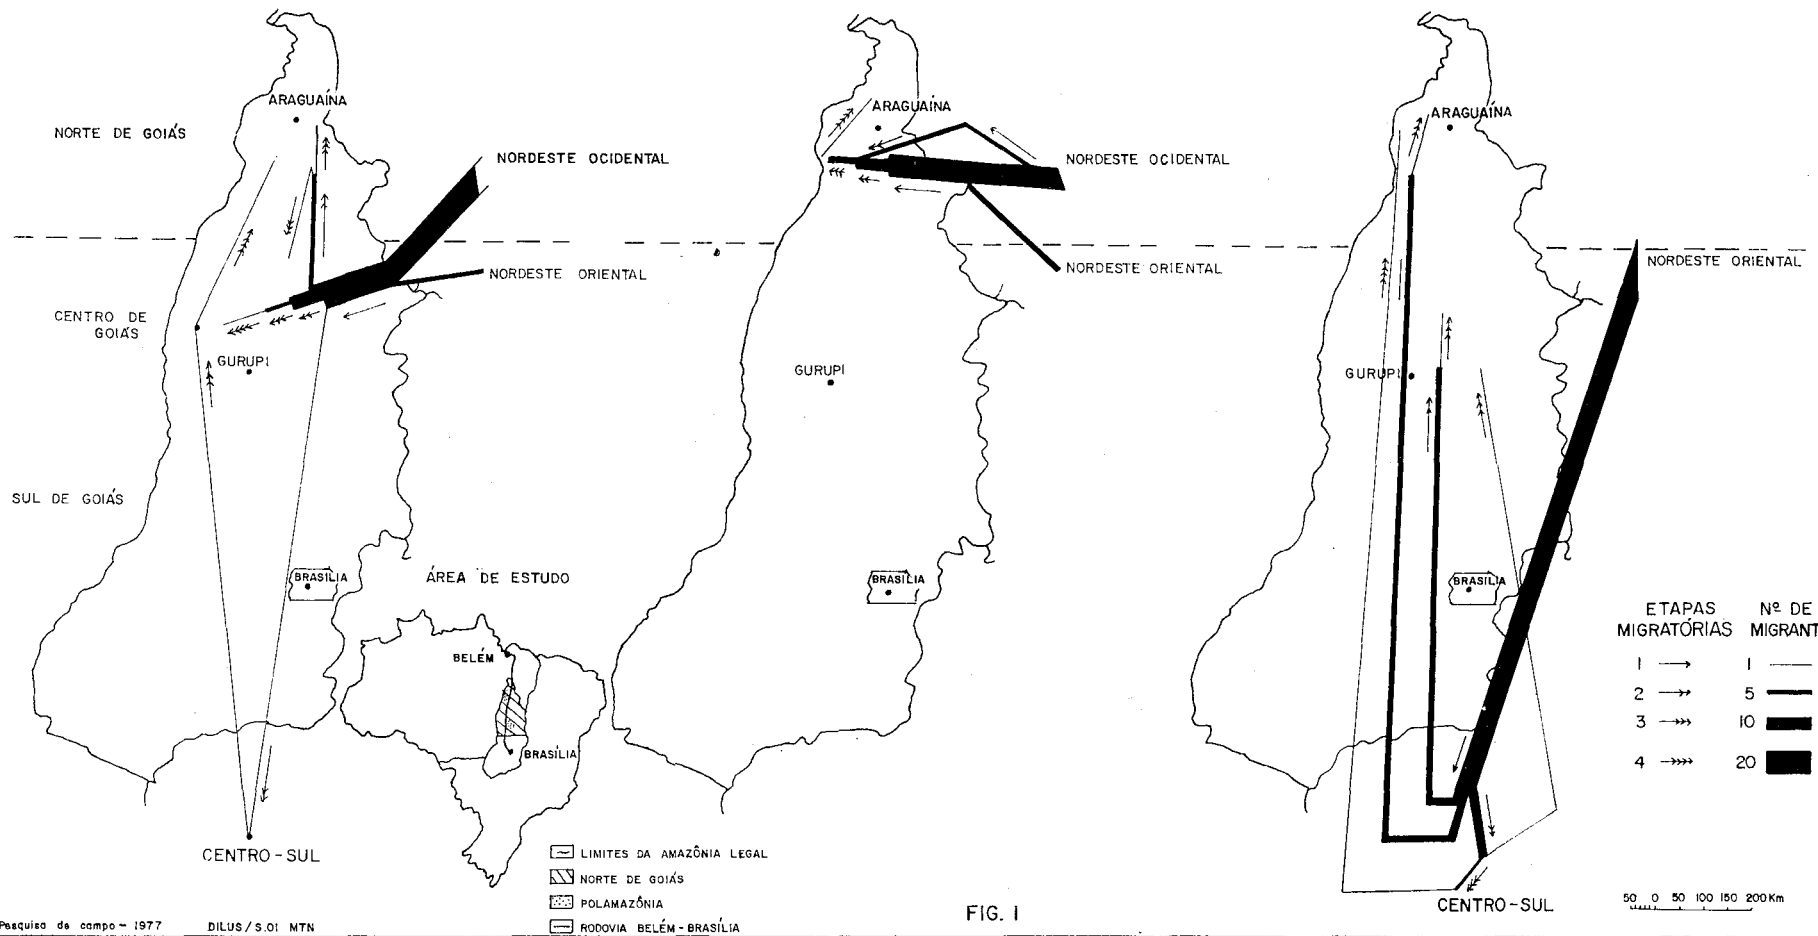 ARAGUAÍNA
NORTE DE GOIÁS
NORDESTE OCIDENTAL
NORDESTE ORIENTAL
CENTRO DE
GOIÁS
GURUPI
SUL DE GOIÁS
BRASÍLIA
CENTRO-SUL
ÁREA DE ESTUDO
BELÉM
BRASÍLIA
LIMITES DA AMAZÔNIA LEGAL
NORTE DE GOIÁS
POLAMAZÔNIA
RODOVIA BELÉM-BRASÍLIA
Pesquisa de campo - 1977 DILUS/S.01 MTN
ARAGUAÍNA
NORDESTE OCIDENTAL
NORDESTE ORIENTAL
GURUPI
BRASÍLIA
FIG. 1
ARAGUAÍNA
NORDESTE ORIENTAL
GURUPI
BRASÍLIA
CENTRO-SUL
ETAPAS
MIGRATÓRIAS
1
2
3
4
Nº DE
MIGRANT
1
5
10
20
50 0 50 100 150 200 Km